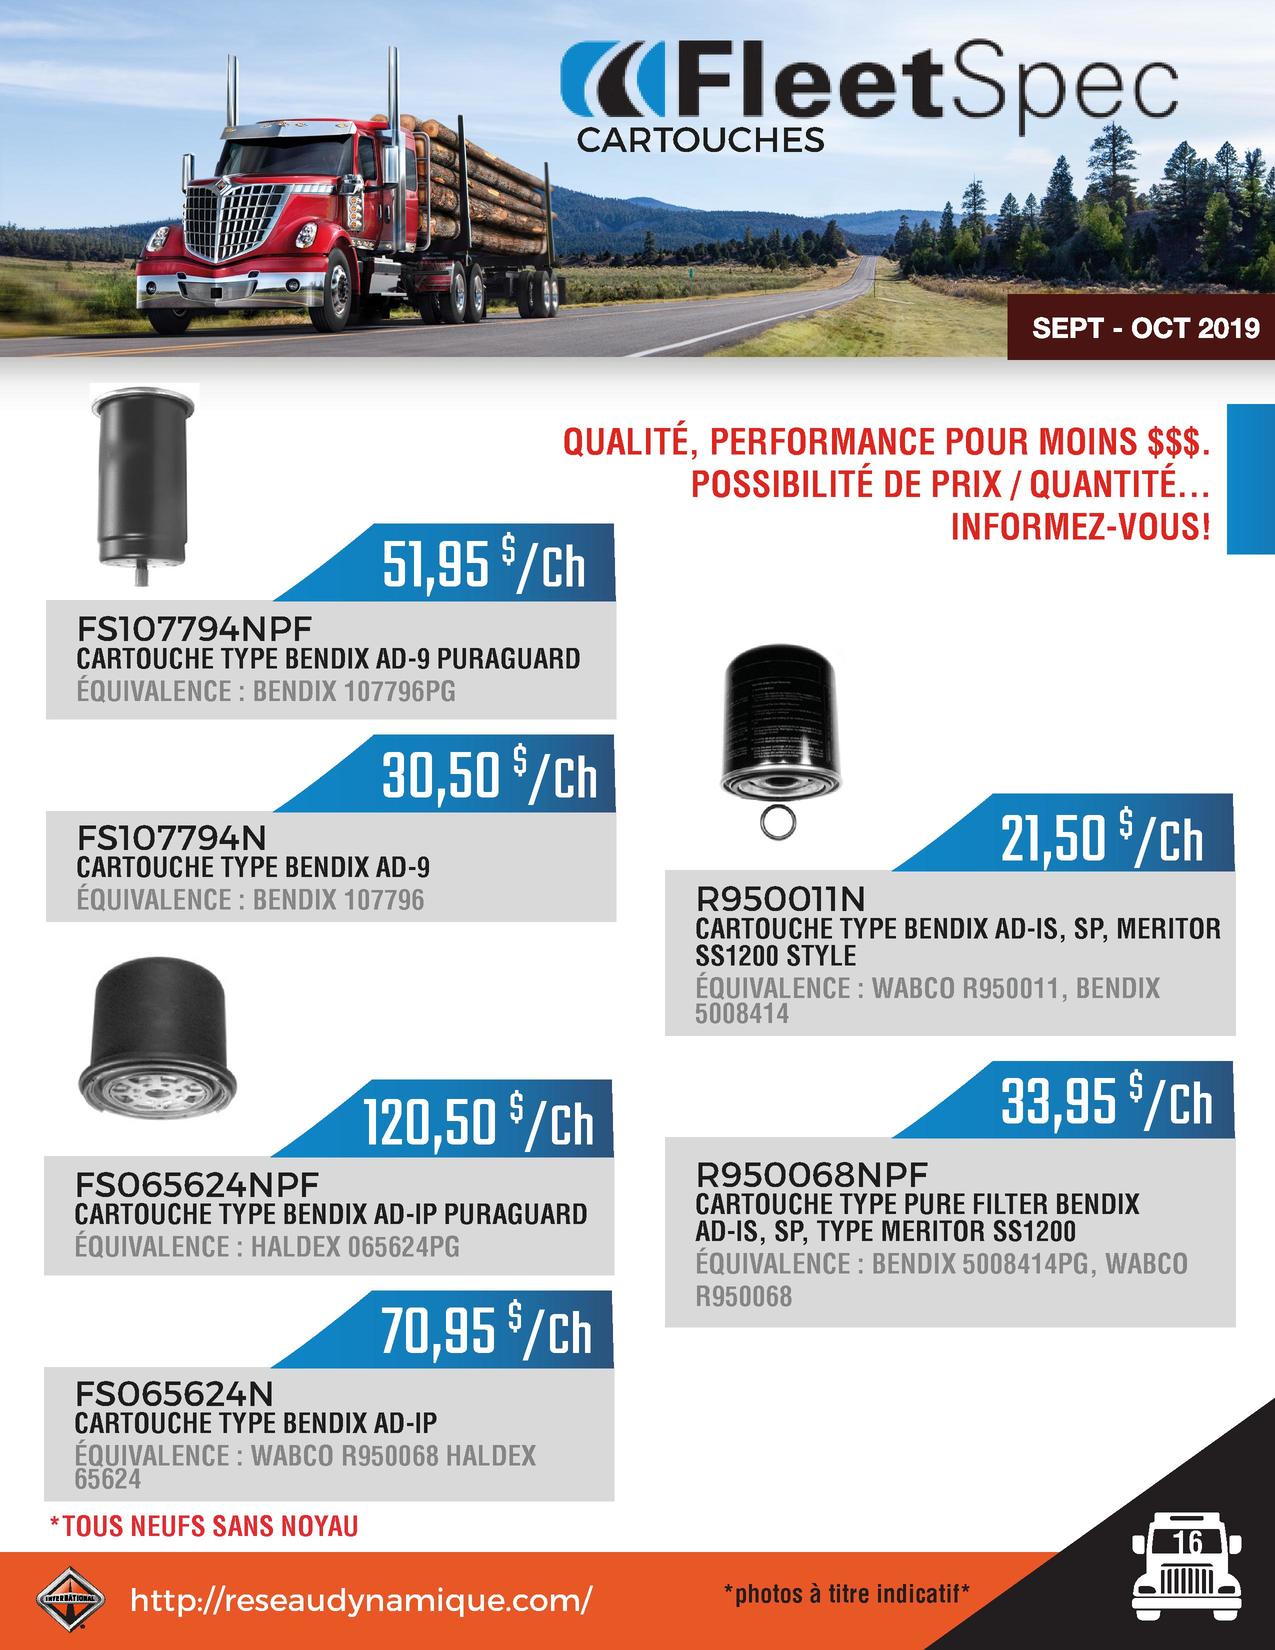 FleetSpec
CARTOUCHES
SEPT - OCT 2019
QUALITÉ, PERFORMANCE POUR MOINS $$$.
POSSIBILITÉ DE PRIX / QUANTITÉ...
INFORMEZ-VOUS!
51,95 $/Ch
FS107794NPF
CARTOUCHE TYPE BENDIX AD-9 PURAGUARD
ÉQUIVALENCE : BENDIX 107796PG
30,50 $/Ch
FS107794N
CARTOUCHE TYPE BENDIX AD-9
ÉQUIVALENCE : BENDIX 107796
120,50 $/Ch
FS065624NPF
CARTOUCHE TYPE BENDIX AD-IP PURAGUARD
ÉQUIVALENCE : HALDEX 065624PG
70,95 $/Ch
FS065624N
CARTOUCHE TYPE BENDIX AD-IP
ÉQUIVALENCE : WABCO R950068 HALDEX
65624
*TOUS NEUFS SANS NOYAU
21,50 $/Ch
R950011N
CARTOUCHE TYPE BENDIX AD-IS, SP, MERITOR
SS1200 STYLE
ÉQUIVALENCE : WABCO R950011, BENDIX
5008414
33,95 $/Ch
R950068NPF
CARTOUCHE TYPE PURE FILTER BENDIX
AD-IS, SP, TYPE MERITOR SS1200
ÉQUIVALENCE : BENDIX 5008414PG, WABCO
R950068
INTERNATIONAL
http://reseaudynamique.com/
*photos à titre indicatif*
16